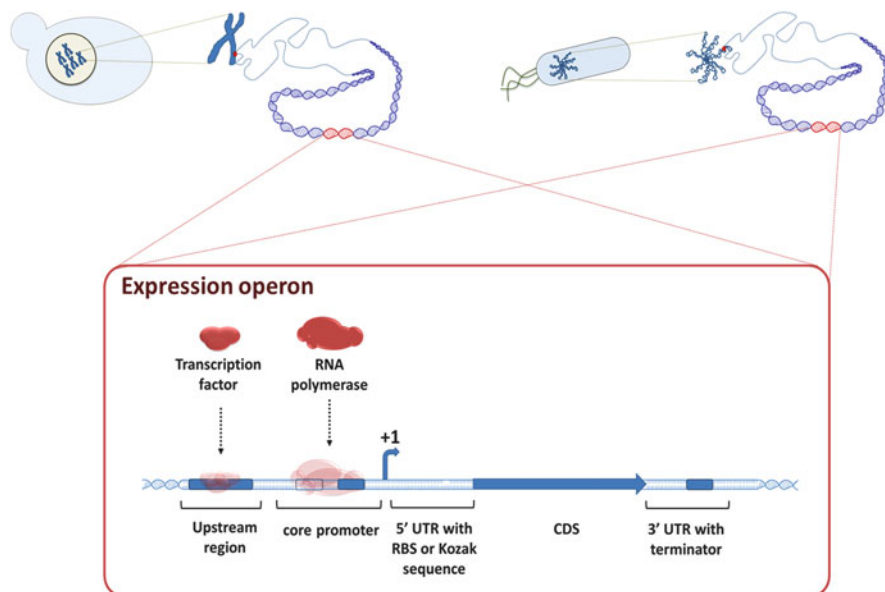 Expression operon
Transcription
factor
RNA
polymerase
+1
Upstream
region
core promoter
5' UTR with
RBS or Kozak
sequence
CDS
3' UTR with
terminator